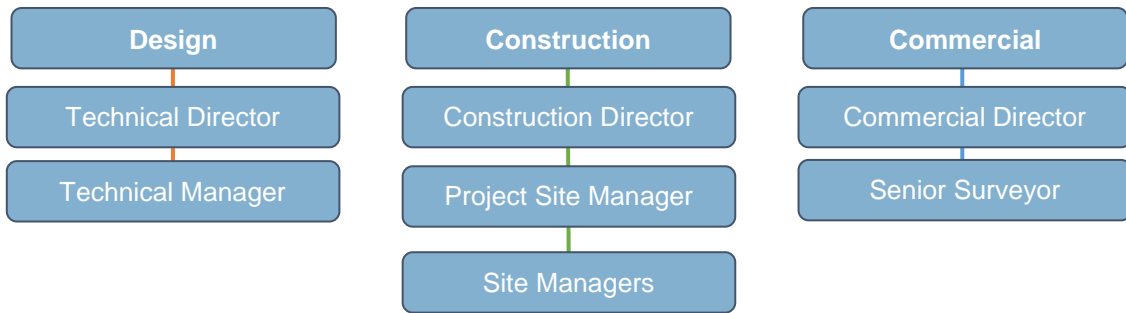 Design
Technical Director
Technical Manager
Construction
Construction Director
Project Site Manager
Site Managers
Commercial
Commercial Director
Senior Surveyor